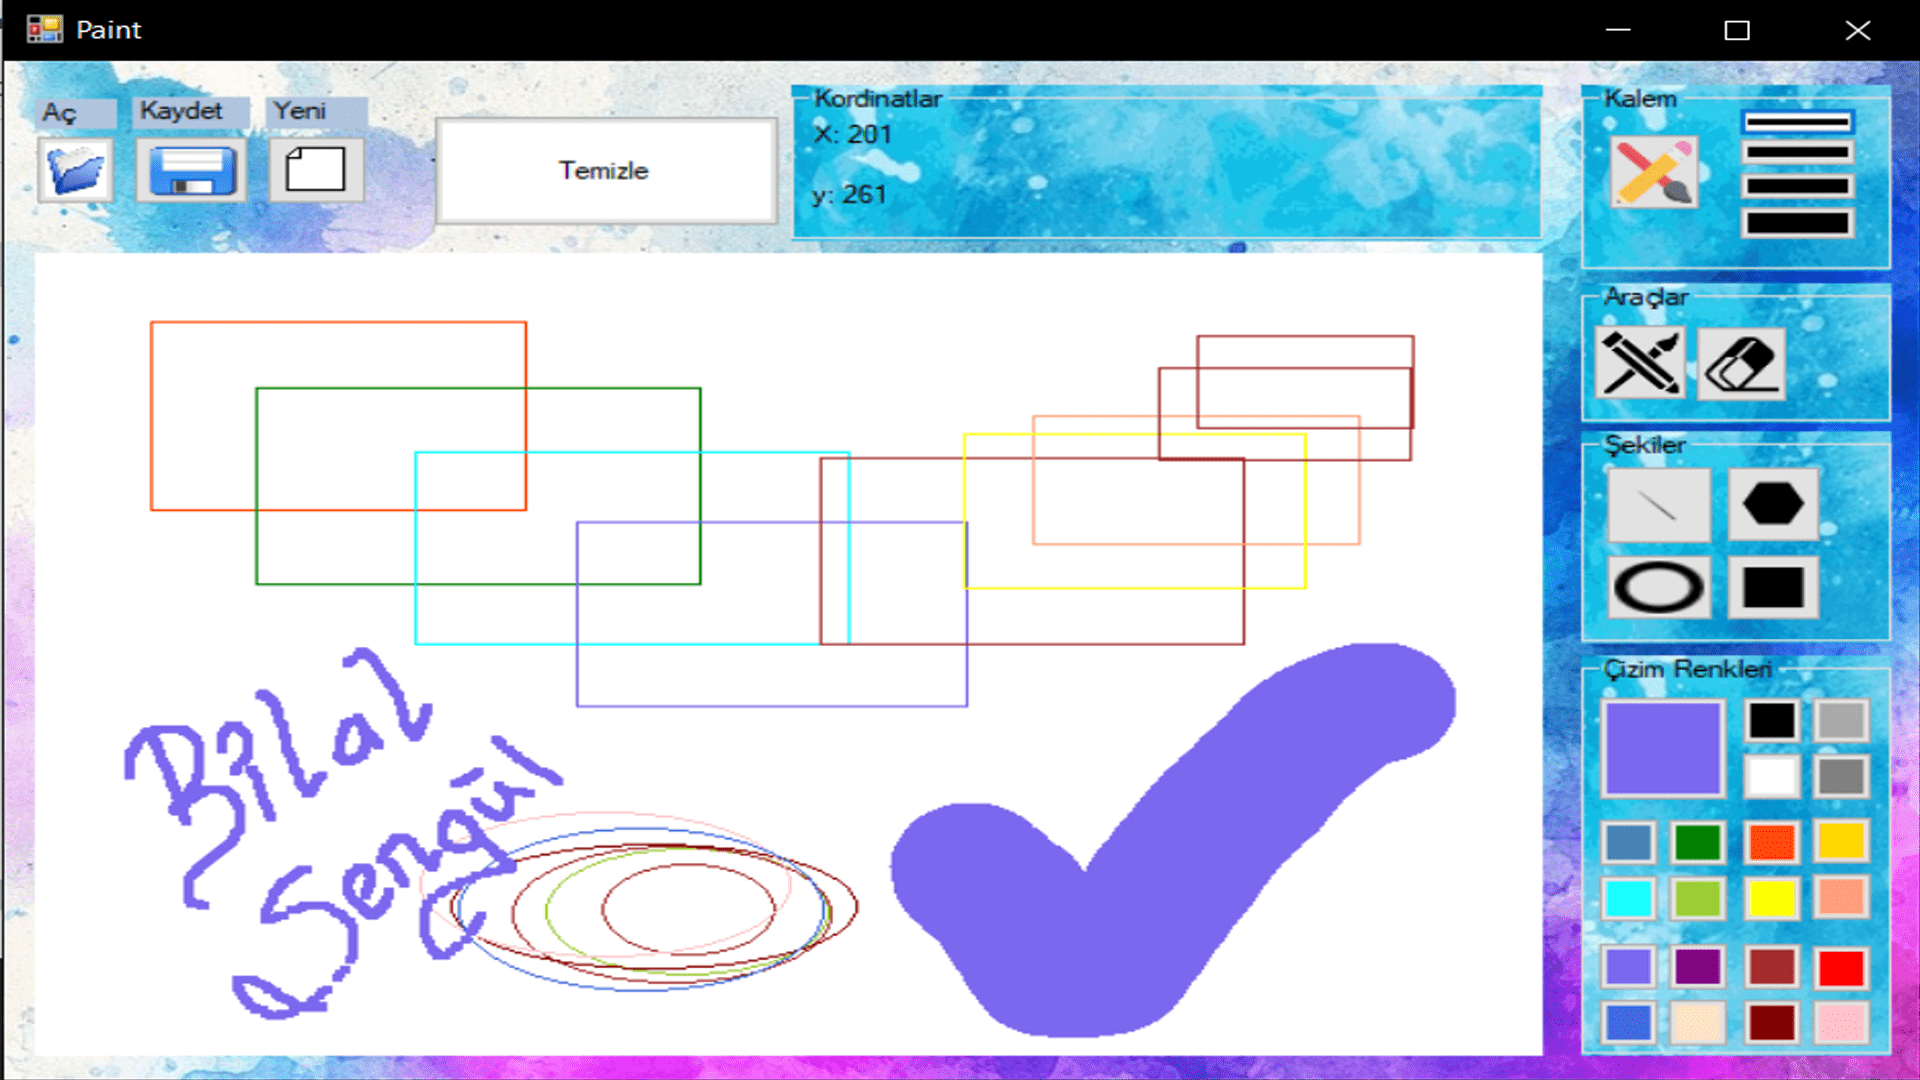 Paint
Aç
Kaydet
Yeni
Temizle
Kordinatlar
X: 201
y: 261
Kalem
Araçlar
Şekiler
Çizim Renkleri
Bilal
Şengül